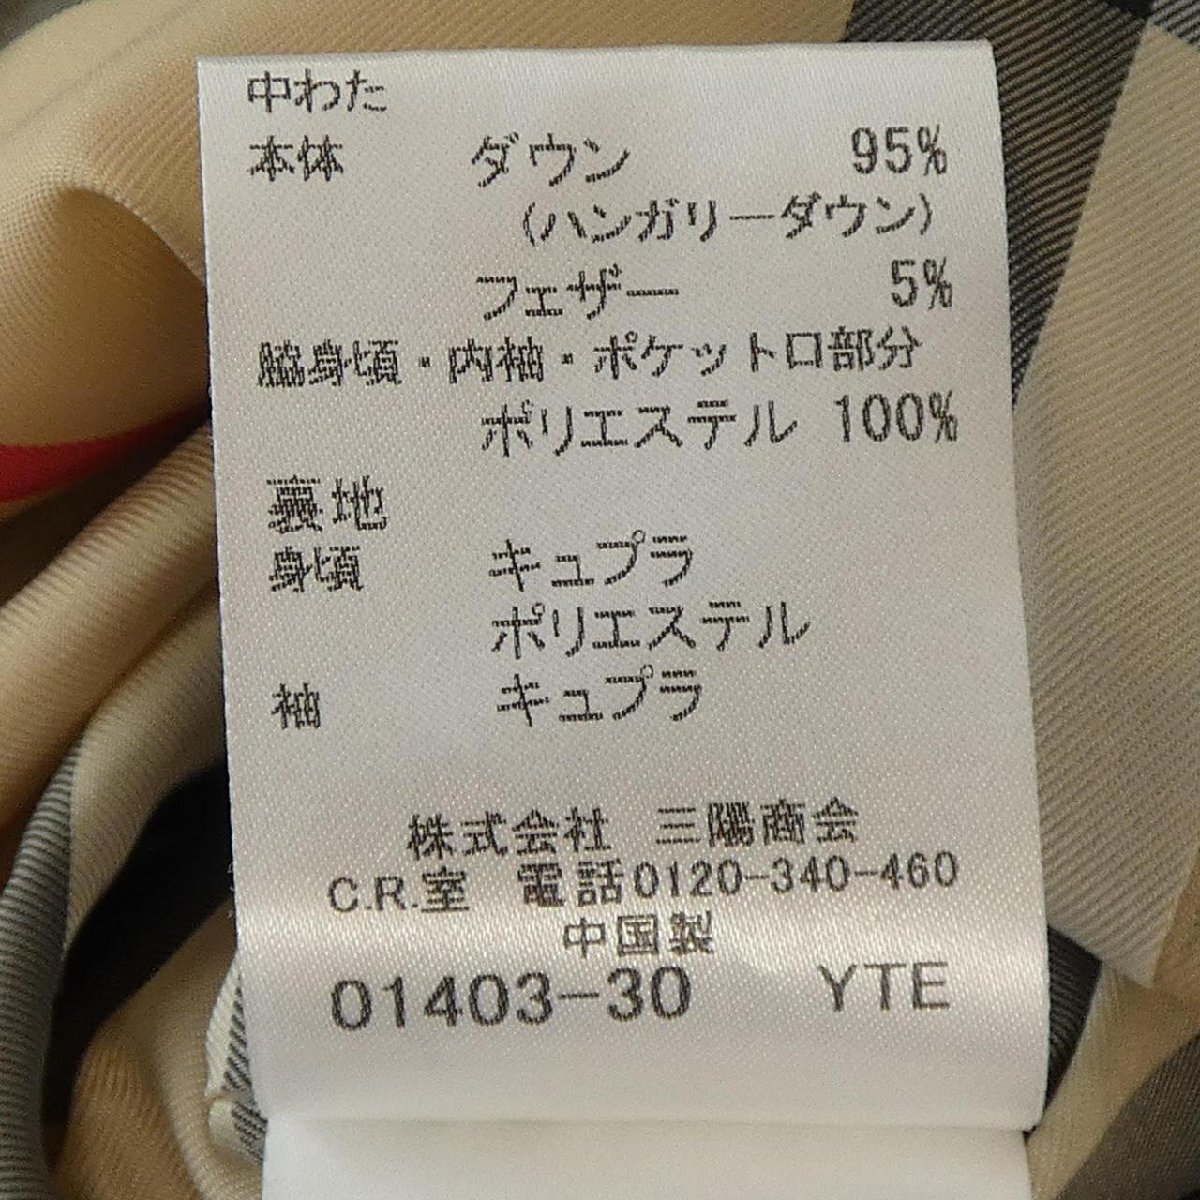 中わた
本体 ダウン 95%
(ハンガリーダウン)
フェザー 5%
脇身頃・内袖・ポケット口部分
ポリエステル 100%
裏地
身頃 キュプラ
ポリエステル
袖 キュプラ
株式会社 三陽商会
C.R.室 電話0120-340-460
中国製
01403-30 YTE